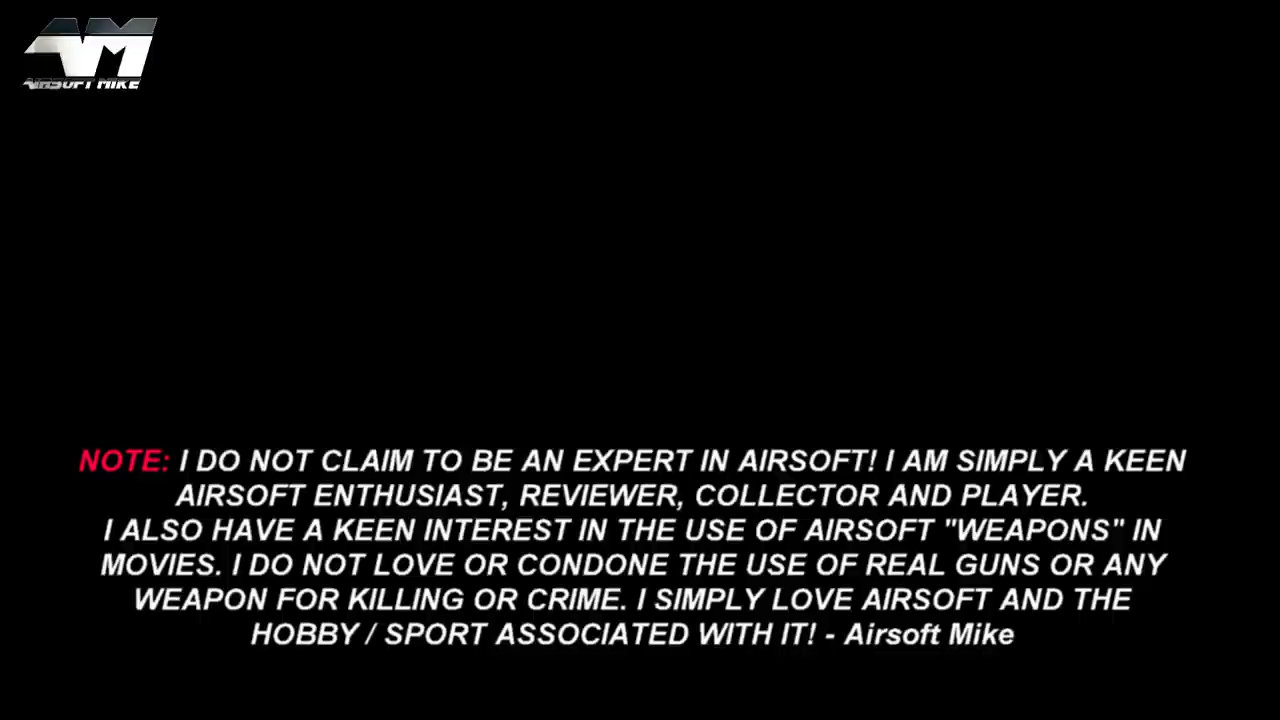 AM
AIRSOFT MIKE
NOTE: I DO NOT CLAIM TO BE AN EXPERT IN AIRSOFT! I AM SIMPLY A KEEN
AIRSOFT ENTHUSIAST, REVIEWER, COLLECTOR AND PLAYER.
I ALSO HAVE A KEEN INTEREST IN THE USE OF AIRSOFT "WEAPONS" IN
MOVIES. I DO NOT LOVE OR CONDONE THE USE OF REAL GUNS OR ANY
WEAPON FOR KILLING OR CRIME. I SIMPLY LOVE AIRSOFT AND THE
HOBBY / SPORT ASSOCIATED WITH IT! - Airsoft Mike